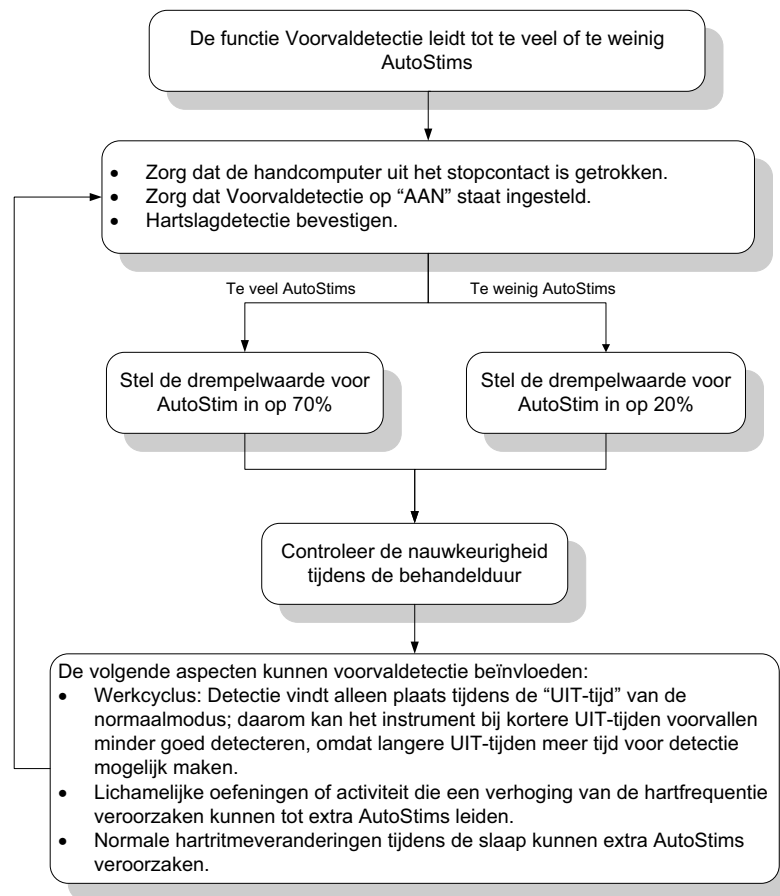 De functie Voorvaldetectie leidt tot te veel of te weinig
AutoStims
• Zorg dat de handcomputer uit het stopcontact is getrokken.
• Zorg dat Voorvaldetectie op “AAN” staat ingesteld.
• Hartslagdetectie bevestigen.
Te veel AutoStims
Te weinig AutoStims
Stel de drempelwaarde voor
AutoStim in op 70%
Stel de drempelwaarde voor
AutoStim in op 20%
Controleer de nauwkeurigheid
tijdens de behandelduur
De volgende aspecten kunnen voorvaldetectie beïnvloeden:
• Werkcyclus: Detectie vindt alleen plaats tijdens de “UIT-tijd” van de
normaalmodus; daarom kan het instrument bij kortere UIT-tijden voorvallen
minder goed detecteren, omdat langere UIT-tijden meer tijd voor detectie
mogelijk maken.
• Lichamelijke oefeningen of activiteit die een verhoging van de hartfrequentie
veroorzaken kunnen tot extra AutoStims leiden.
• Normale hartritmeveranderingen tijdens de slaap kunnen extra AutoStims
veroorzaken.